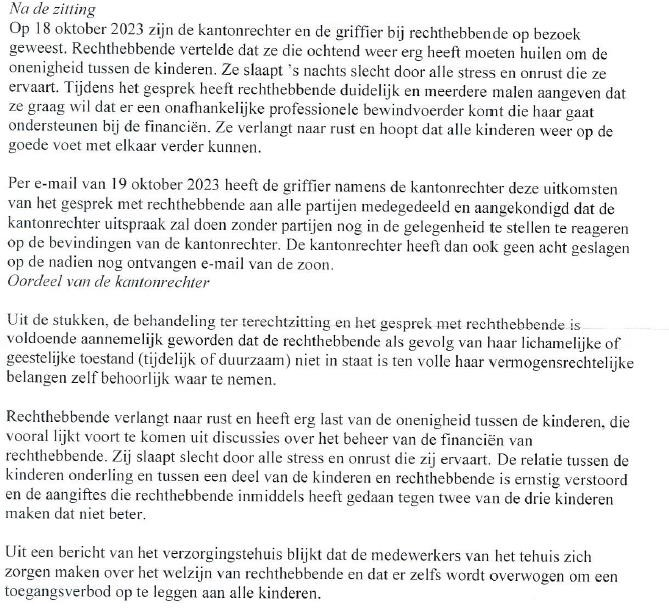 Na de zitting
Op 18 oktober 2023 zijn de kantonrechter en de griffier bij rechthebbende op bezoek
geweest. Rechthebbende vertelde dat ze die ochtend weer erg heeft moeten huilen om de
onenigheid tussen de kinderen. Ze slaapt 's nachts slecht door alle stress en onrust die ze
ervaart. Tijdens het gesprek heeft rechthebbende duidelijk en meerdere malen aangeven dat
ze graag wil dat er een onafhankelijke professionele bewindvoerder komt die haar gaat
ondersteunen bij de financiën. Ze verlangt naar rust en hoopt dat alle kinderen weer op de
goede voet met elkaar verder kunnen.
Per e-mail van 19 oktober 2023 heeft de griffier namens de kantonrechter deze uitkomsten
van het gesprek met rechthebbende aan alle partijen medegedeeld en aangekondigd dat de
kantonrechter uitspraak zal doen zonder partijen nog in de gelegenheid te stellen te reageren
op de bevindingen van de kantonrechter. De kantonrechter heeft dan ook geen acht geslagen
op de nadien nog ontvangen e-mail van de zoon.
Oordeel van de kantonrechter
Uit de stukken, de behandeling ter terechtzitting en het gesprek met rechthebbende is
voldoende aannemelijk geworden dat de rechthebbende als gevolg van haar lichamelijke of
geestelijke toestand (tijdelijk of duurzaam) niet in staat is ten volle haar vermogensrechtelijke
belangen zelf behoorlijk waar te nemen.
Rechthebbende verlangt naar rust en heeft erg last van de onenigheid tussen de kinderen, die
vooral lijkt voort te komen uit discussies over het beheer van de financiën van
rechthebbende. Zij slaapt slecht door alle stress en onrust die zij ervaart. De relatie tussen de
kinderen onderling en tussen een deel van de kinderen en rechthebbende is ernstig verstoord
en de aangiftes die rechthebbende inmiddels heeft gedaan tegen twee van de drie kinderen
maken dat niet beter.
Uit een bericht van het verzorgingstehuis blijkt dat de medewerkers van het tehuis zich
zorgen maken over het welzijn van rechthebbende en dat er zelfs wordt overwogen om een
toegangsverbod op te leggen aan alle kinderen.